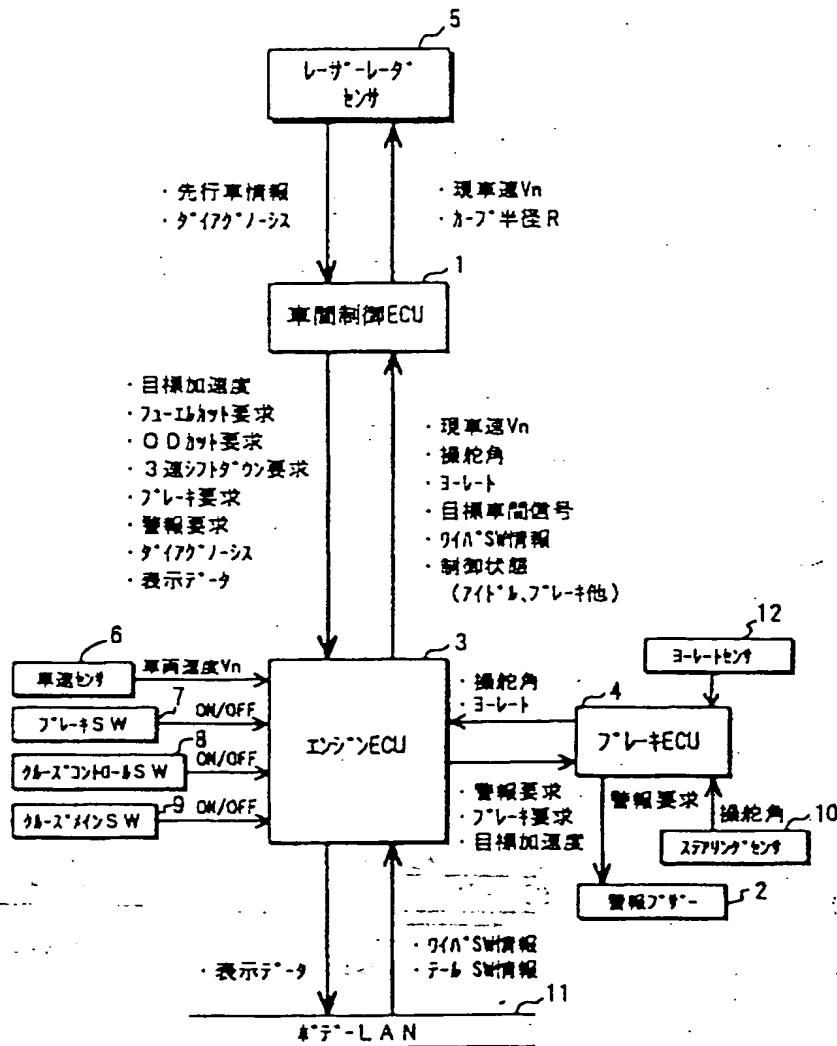 5
レーザーレーダ
センサ
・先行車情報
・ダイアグノーシス
・現車速Vn
・カーブ半径R
1
車間制御ECU
・目標加速度
・フューエルカット要求
・ODカット要求
・3速シフトダウン要求
・ブレーキ要求
・警報要求
・ダイアグノーシス
・表示データ
・現車速Vn
・操舵角
・ヨーレート
・目標車間信号
・ワイパSW情報
・制御状態
(アイドル、ブレーキ他)
6
車速センサ
車両速度Vn
7
ブレーキSW
ON/OFF
8
クルーズコントロールSW
ON/OFF
9
クルーズメインSW
ON/OFF
3
エンジンECU
・操舵角
・ヨーレート
12
ヨーレートセンサ
4
ブレーキECU
・警報要求
・ブレーキ要求
・目標加速度
警報要求
操舵角
10
ステアリングセンサ
警報ブザー
2
・表示データ
・ワイパSW情報
・テールSW情報
11
ボデーLAN